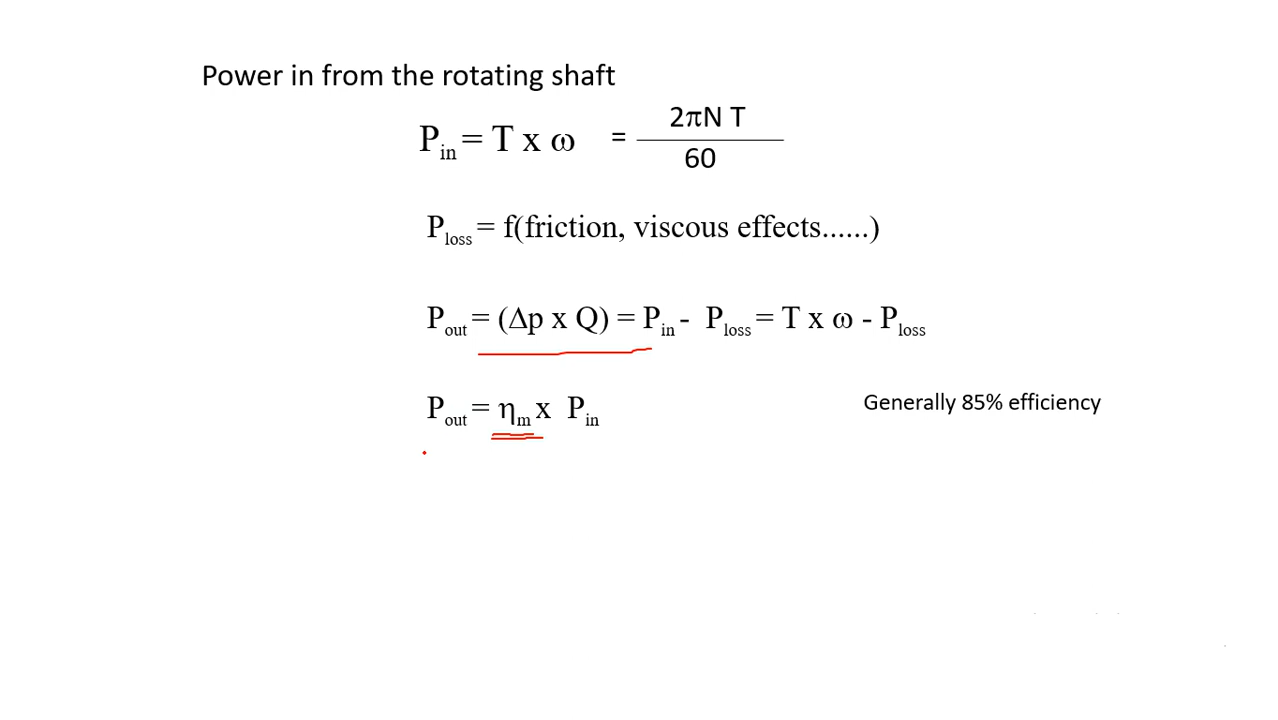 Power in from the rotating shaft
P_in = T x ω = 2πN T / 60
P_loss = f(friction, viscous effects......)
P_out = (Δp x Q) = P_in - P_loss = T x ω - P_loss
P_out = η_m x P_in
Generally 85% efficiency